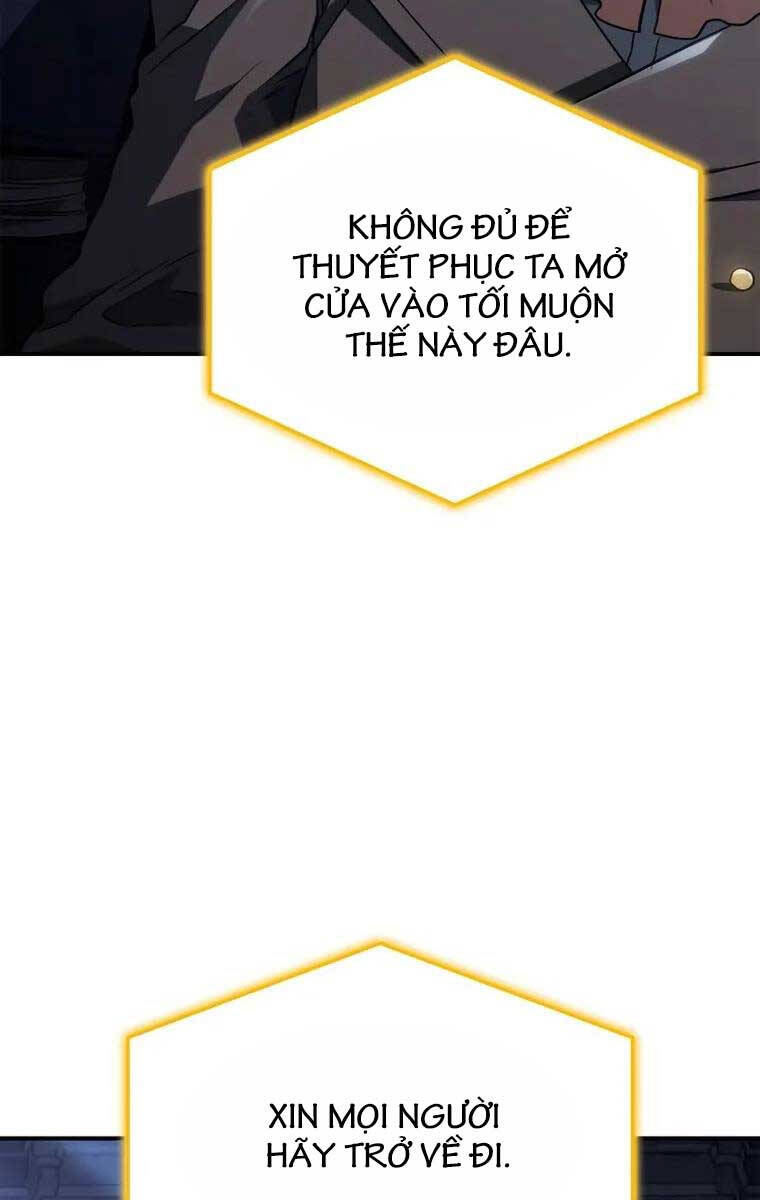 KHÔNG ĐỦ ĐỂ
THUYẾT PHỤC TA MỞ
CỬA VÀO TỐI MUỘN
THẾ NÀY ĐÂU.
XIN MỌI NGƯỜI
HÃY TRỞ VỀ ĐI.